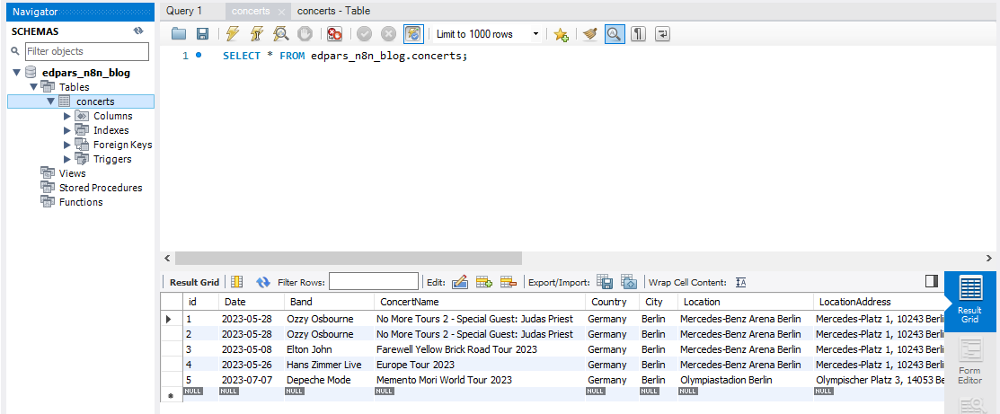 Navigator
SCHEMAS
Filter objects
edpars_n8n_blog
Tables
concerts
Columns
Indexes
Foreign Keys
Triggers
Views
Stored Procedures
Functions
Query 1 concerts concerts - Table
Limit to 1000 rows
1 SELECT * FROM edpars_n8n_blog.concerts;
Result Grid Filter Rows: Edit: Export/Import: Wrap Cell Content:
id Date Band ConcertName Country City Location LocationAddress
1 2023-05-28 Ozzy Osbourne No More Tours 2 - Special Guest: Judas Priest Germany Berlin Mercedes-Benz Arena Berlin Mercedes-Platz 1, 10243 Berli
2 2023-05-28 Ozzy Osbourne No More Tours 2 - Special Guest: Judas Priest Germany Berlin Mercedes-Benz Arena Berlin Mercedes-Platz 1, 10243 Berli
3 2023-05-08 Elton John Farewell Yellow Brick Road Tour 2023 Germany Berlin Mercedes-Benz Arena Berlin Mercedes-Platz 1, 10243 Berli
4 2023-05-26 Hans Zimmer Live Europe Tour 2023 Germany Berlin Mercedes-Benz Arena Berlin Mercedes-Platz 1, 10243 Berli
5 2023-07-07 Depeche Mode Memento Mori World Tour 2023 Germany Berlin Olympiastadion Berlin Olympischer Platz 3, 14053 Be
NULL NULL NULL NULL NULL NULL NULL NULL
Result
Grid
Form
Editor